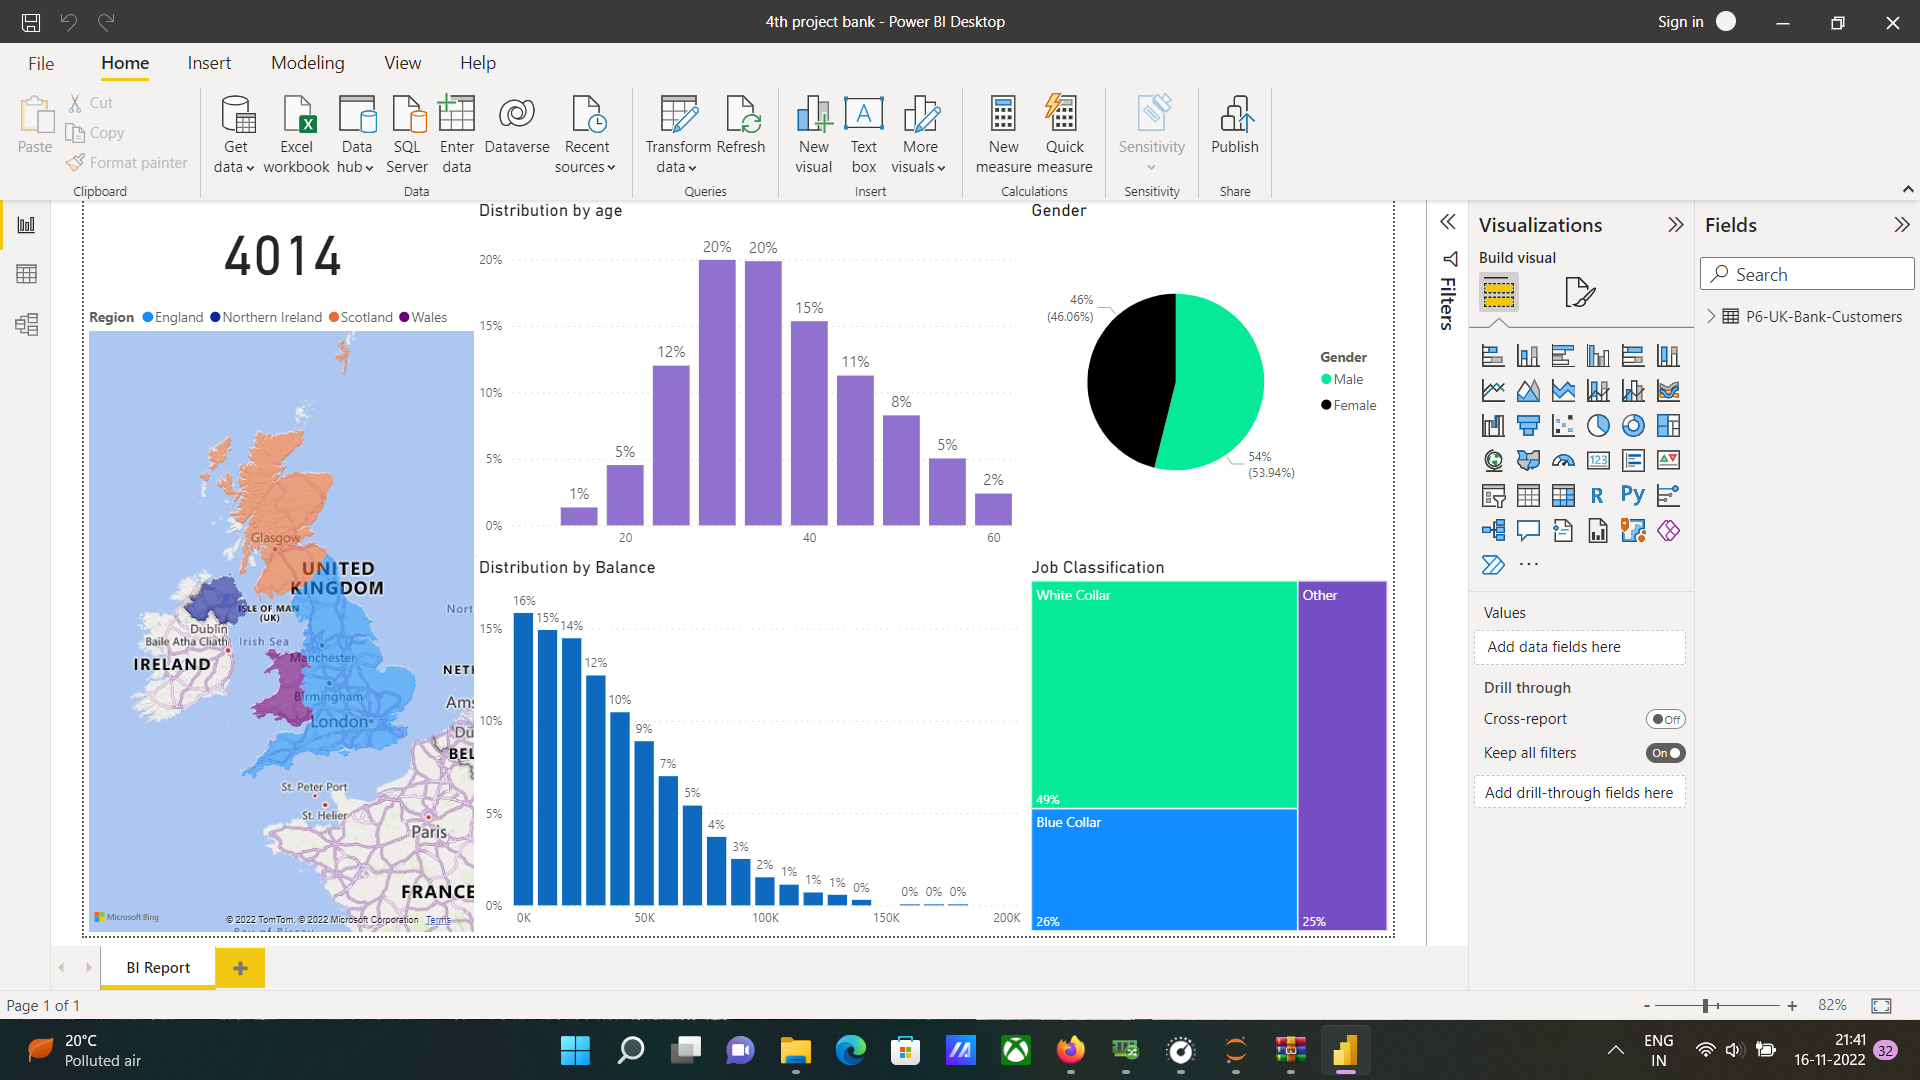 4th project bank - Power BI Desktop
Sign in
File Home Insert Modeling View Help
Paste
Cut
Copy
Format painter
Clipboard
Get data
Excel workbook
Data hub
SQL Server
Enter data
Dataverse
Recent sources
Data
Transform data
Refresh
Queries
New visual
Text box
More visuals
Insert
New measure
Quick measure
Calculations
Sensitivity
Sensitivity
Publish
Share
4014
Region England Northern Ireland Scotland Wales
Glasgow
UNITED
KINGDOM
ISLE OF MAN
(UK)
Nort
Dublin
Baile Atha Cliath
Irish Sea
IRELAND
Manchester
NETH
Birmingham
Ams
London
Dü
BEL
St. Peter Port
St. Helier
Paris
FRANCE
Microsoft Bing
© 2022 TomTom, © 2022 Microsoft Corporation Terms
Distribution by age
20%
15%
10%
5%
0%
1%
5%
12%
20%
20%
15%
11%
8%
5%
2%
20
40
60
Gender
46%
(46.06%)
54%
(53.94%)
Gender
Male
Female
Distribution by Balance
15%
10%
5%
0%
16%
15%
14%
12%
10%
9%
7%
5%
4%
3%
2%
1%
1%
1%
0%
0%
0%
0%
0K
50K
100K
150K
200K
Job Classification
White Collar
49%
Blue Collar
26%
Other
25%
Filters
Visualizations
Build visual
123
R
Py
Values
Add data fields here
Drill through
Cross-report
Off
Keep all filters
On
Add drill-through fields here
Fields
Search
P6-UK-Bank-Customers
BI Report
Page 1 of 1
- + 82%
20°C
Polluted air
ENG
IN
21:41
16-11-2022
32